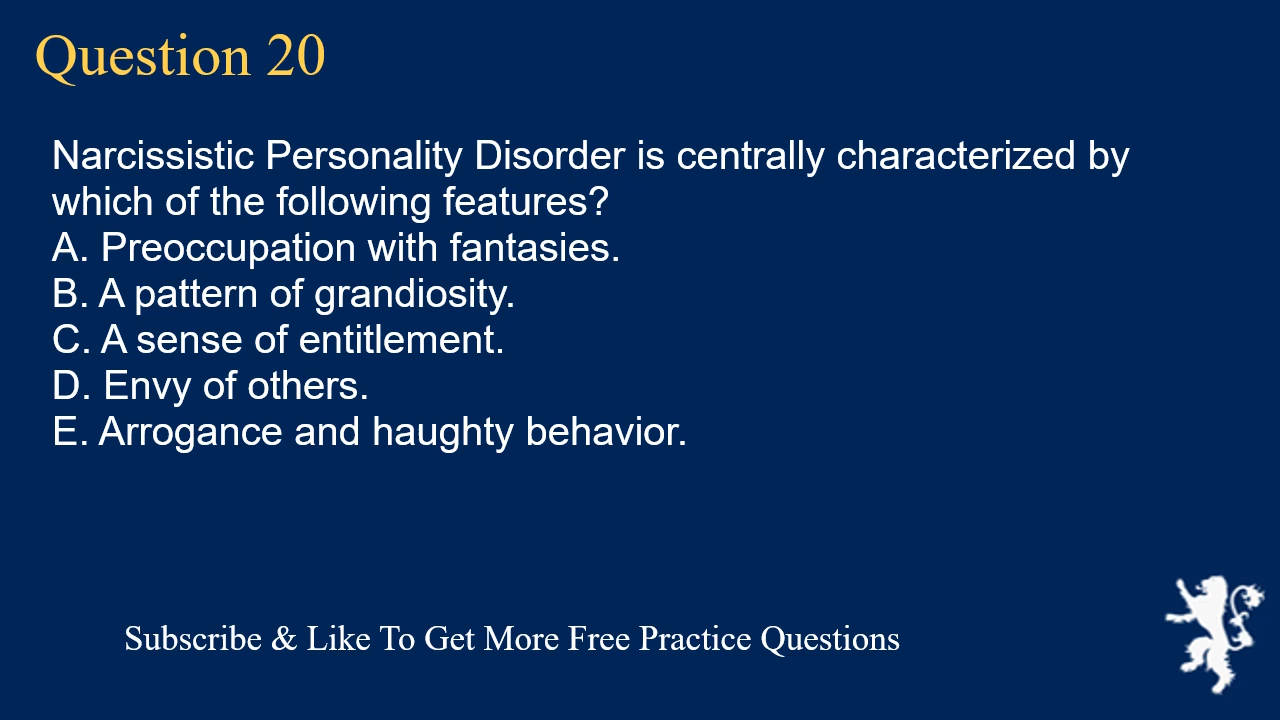 Question 20
Narcissistic Personality Disorder is centrally characterized by
which of the following features?
A. Preoccupation with fantasies.
B. A pattern of grandiosity.
C. A sense of entitlement.
D. Envy of others.
E. Arrogance and haughty behavior.
Subscribe & Like To Get More Free Practice Questions